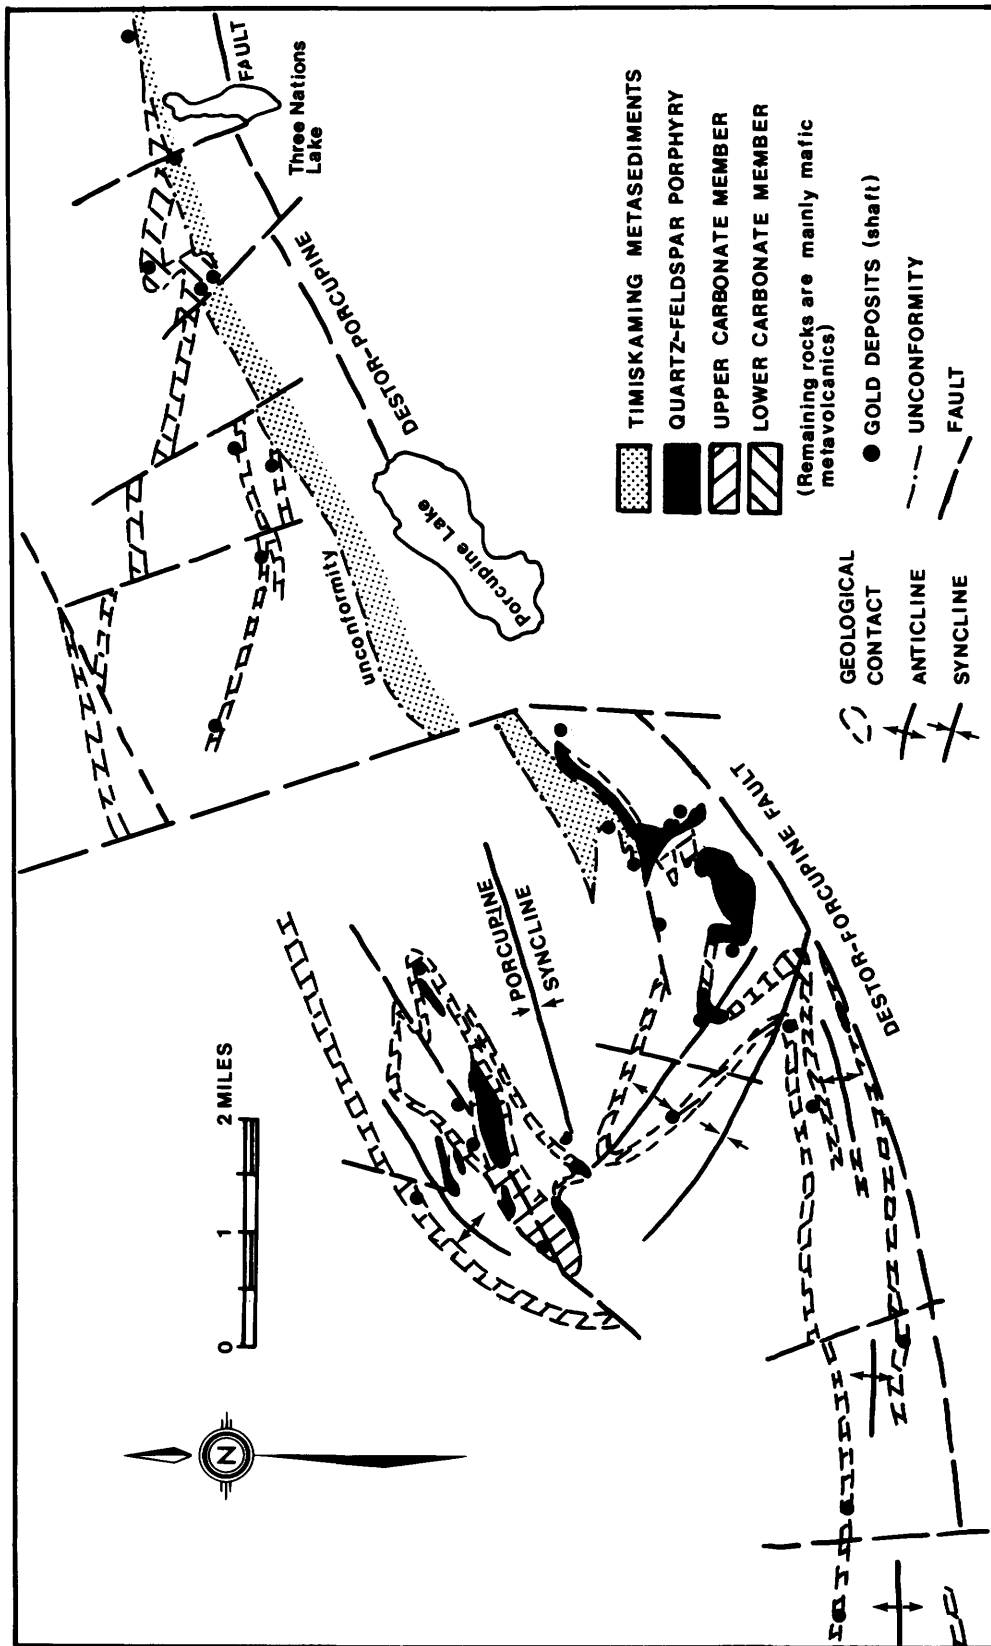 FAULT
Three Nations
Lake
DESTOR-PORCUPINE
Porcupine Lake
unconformity
PORCUPINE
SYNCLINE
DESTOR-FORCUPINE FAULT
0 1 2 MILES
N
TIMISKAMING METASEDIMENTS
QUARTZ-FELDSPAR PORPHYRY
UPPER CARBONATE MEMBER
LOWER CARBONATE MEMBER
(Remaining rocks are mainly mafic
metavolcanics)
GEOLOGICAL
CONTACT
ANTICLINE
SYNCLINE
GOLD DEPOSITS (shaft)
UNCONFORMITY
FAULT